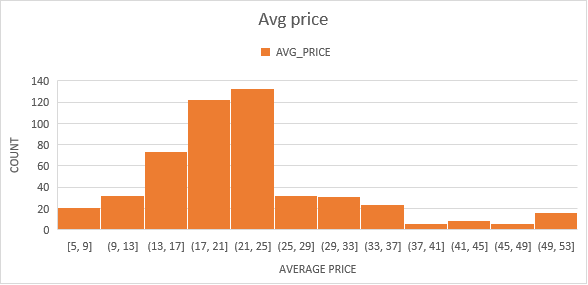 Avg price
AVG_PRICE
140
120
100
80
60
40
20
0
COUNT
[5, 9] (9, 13] (13, 17] (17, 21] (21, 25] (25, 29] (29, 33] (33, 37] (37, 41] (41, 45] (45, 49] (49, 53]
AVERAGE PRICE